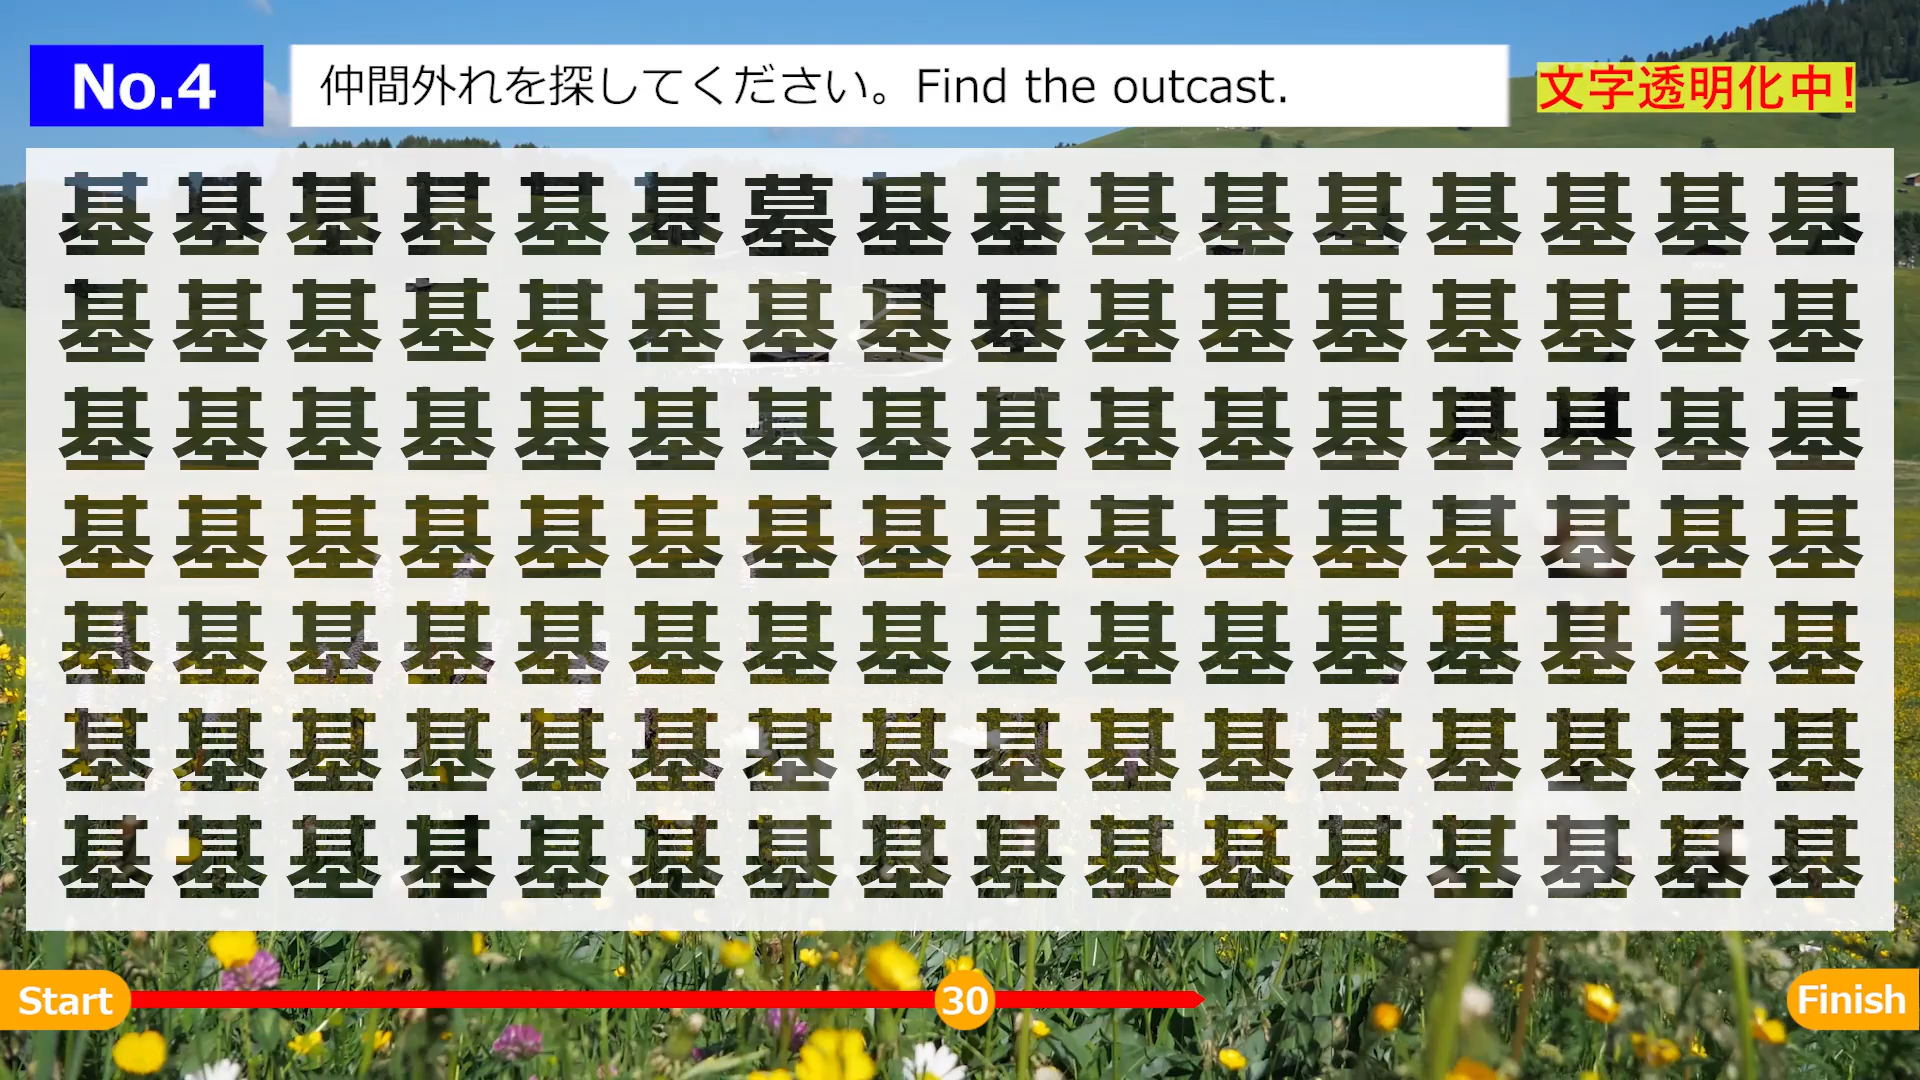 No.4
仲間外れを探してください。Find the outcast.
文字透明化中!
基基基基基基墓基基基基基基基基基
基基基基基基基基基基基基基基基基
基基基基基基基基基基基基基基基基
基基基基基基基基基基基基基基基基
基基基基基基基基基基基基基基基基
基基基基基基基基基基基基基基基基
基基基基基基基基基基基基基基基基
Start
30
Finish